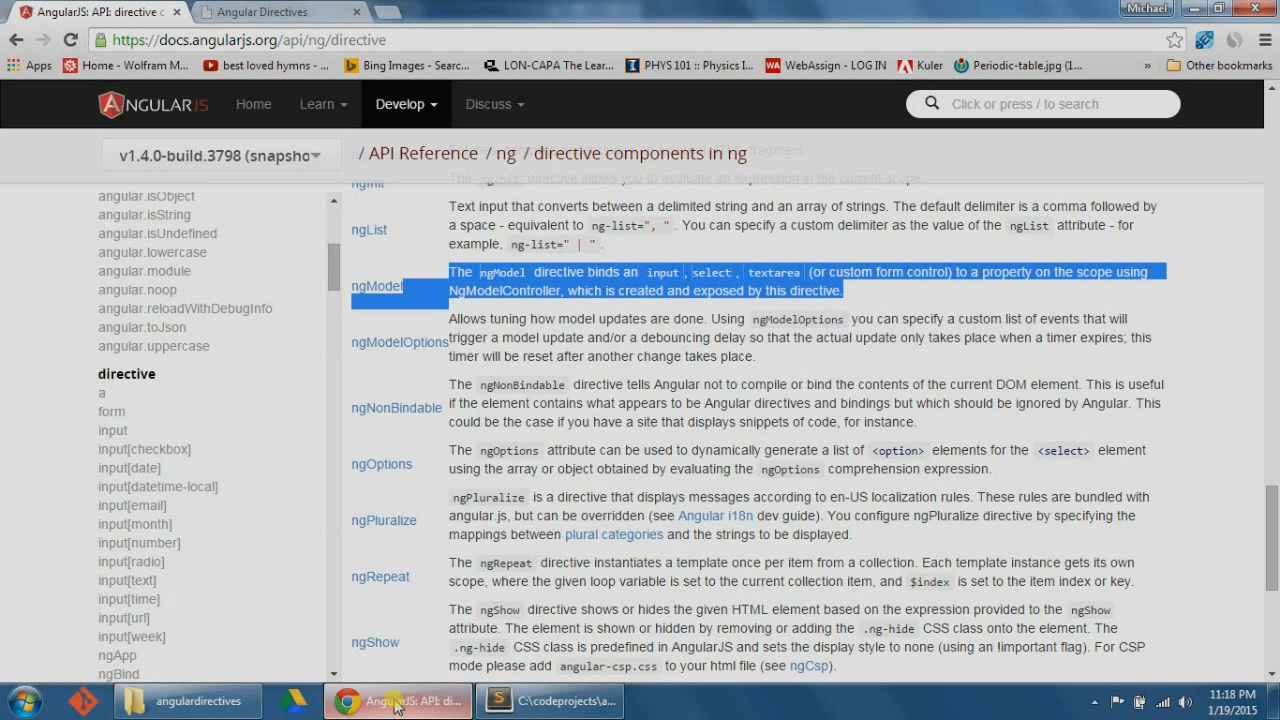 AngularJS: API: directive c
Angular Directives
Michael
https://docs.angularjs.org/api/ng/directive
Apps
Home - Wolfram M...
best loved hymns - ...
Bing Images - Searc...
LON-CAPA The Lear...
PHYS 101 :: Physics I...
WebAssign - LOG IN
Kuler
Periodic-table.jpg (1...
»
Other bookmarks
ANGULARJS
Home
Learn
Develop
Discuss
Click or press / to search
v1.4.0-build.3798 (snapsho
/ API Reference / ng / directive components in ng
angular.isObject
angular.isString
angular.isUndefined
angular.lowercase
angular.module
angular.noop
angular.reloadWithDebugInfo
angular.toJson
angular.uppercase
directive
a
form
input
input[checkbox]
input[date]
input[datetime-local]
input[email]
input[month]
input[number]
input[radio]
input[text]
input[time]
input[url]
input[week]
ngApp
ngBind
fragment.
ngInit
The ngInit directive allows you to evaluate an expression in the current scope.
ngList
Text input that converts between a delimited string and an array of strings. The default delimiter is a comma followed by
a space - equivalent to ng-list=", ". You can specify a custom delimiter as the value of the ngList attribute - for
example, ng-list=" | ".
ngModel
The ngModel directive binds an input, select, textarea (or custom form control) to a property on the scope using
NgModelController, which is created and exposed by this directive.
ngModelOptions
Allows tuning how model updates are done. Using ngModelOptions you can specify a custom list of events that will
trigger a model update and/or a debouncing delay so that the actual update only takes place when a timer expires; this
timer will be reset after another change takes place.
ngNonBindable
The ngNonBindable directive tells Angular not to compile or bind the contents of the current DOM element. This is useful
if the element contains what appears to be Angular directives and bindings but which should be ignored by Angular. This
could be the case if you have a site that displays snippets of code, for instance.
ngOptions
The ngOptions attribute can be used to dynamically generate a list of <option> elements for the <select> element
using the array or object obtained by evaluating the ngOptions comprehension expression.
ngPluralize
ngPluralize is a directive that displays messages according to en-US localization rules. These rules are bundled with
angular.js, but can be overridden (see Angular i18n dev guide). You configure ngPluralize directive by specifying the
mappings between plural categories and the strings to be displayed.
ngRepeat
The ngRepeat directive instantiates a template once per item from a collection. Each template instance gets its own
scope, where the given loop variable is set to the current collection item, and $index is set to the item index or key.
ngShow
The ngShow directive shows or hides the given HTML element based on the expression provided to the ngShow
attribute. The element is shown or hidden by removing or adding the .ng-hide CSS class onto the element. The
.ng-hide CSS class is predefined in AngularJS and sets the display style to none (using an !important flag). For CSP
mode please add angular-csp.css to your html file (see ngCsp).
angulardirectives
AngularJS: API: di...
C:\codeprojects\a...
11:18 PM
1/19/2015